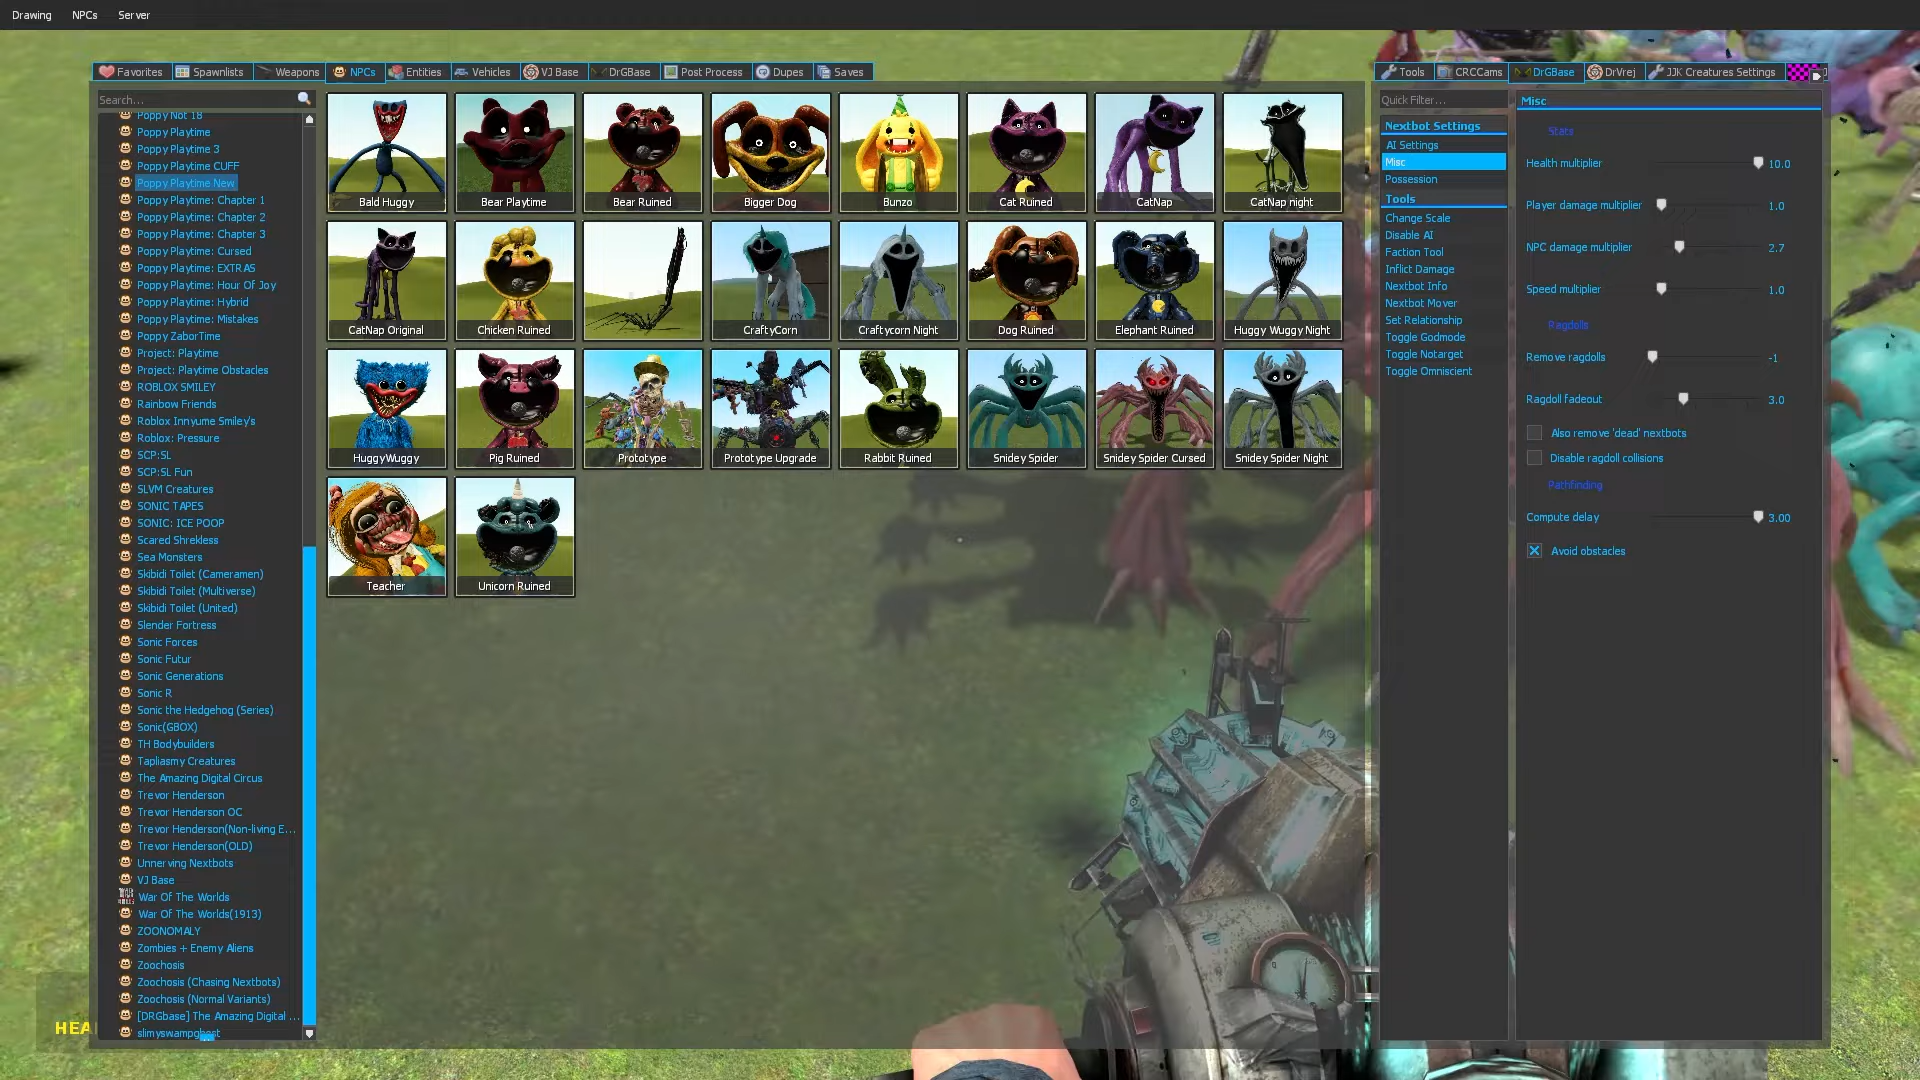 Drawing NPCs Server
Favorites Spawnlists Weapons NPCs Entities Vehicles VJ Base DrGBase Post Process Dupes Saves
Search...
Poppy Not 18
Poppy Playtime
Poppy Playtime 3
Poppy Playtime CUFF
Poppy Playtime New
Poppy Playtime: Chapter 1
Poppy Playtime: Chapter 2
Poppy Playtime: Chapter 3
Poppy Playtime: Cursed
Poppy Playtime: EXTRAS
Poppy Playtime: Hour Of Joy
Poppy Playtime: Hybrid
Poppy Playtime: Mistakes
Poppy ZaborTime
Project: Playtime
Project: Playtime Obstacles
ROBLOX SMILEY
Rainbow Friends
Roblox Innyume Smiley's
Roblox: Pressure
SCP:SL
SCP:SL Fun
SLVM Creatures
SONIC TAPES
SONIC: ICE POOP
Scared Shrekless
Sea Monsters
Skibidi Toilet (Cameramen)
Skibidi Toilet (Multiverse)
Skibidi Toilet (United)
Slender Fortress
Sonic Forces
Sonic Futur
Sonic Generations
Sonic R
Sonic the Hedgehog (Series)
Sonic(GBOX)
TH Bodybuilders
Tapliasmy Creatures
The Amazing Digital Circus
Trevor Henderson
Trevor Henderson OC
Trevor Henderson(Non-living E...
Trevor Henderson(OLD)
Unnerving Nextbots
VJ Base
War Of The Worlds
War Of The Worlds(1913)
ZOONOMALY
Zombies + Enemy Aliens
Zoochosis
Zoochosis (Chasing Nextbots)
Zoochosis (Normal Variants)
[DRGbase] The Amazing Digital ...
slimyswampghost
HEA
Bald Huggy Bear Playtime Bear Ruined Bigger Dog Bunzo Cat Ruined CatNap CatNap night
CatNap Original Chicken Ruined CraftyCorn Craftycorn Night Dog Ruined Elephant Ruined Huggy Wuggy Night
HuggyWuggy Pig Ruined Prototype Prototype Upgrade Rabbit Ruined Snidey Spider Snidey Spider Cursed Snidey Spider Night
Teacher Unicorn Ruined
Tools CRCCams DrGBase DrVrej JJK Creatures Settings
Quick Filter...
Nextbot Settings
AI Settings
Misc
Possession
Tools
Change Scale
Disable AI
Faction Tool
Inflict Damage
Nextbot Info
Nextbot Mover
Set Relationship
Toggle Godmode
Toggle Notarget
Toggle Omniscient
Misc
Stats
Health multiplier 10.0
Player damage multiplier 1.0
NPC damage multiplier 2.7
Speed multiplier 1.0
Ragdolls
Remove ragdolls -1
Ragdoll fadeout 3.0
Also remove 'dead' nextbots
Disable ragdoll collisions
Pathfinding
Compute delay 3.00
Avoid obstacles